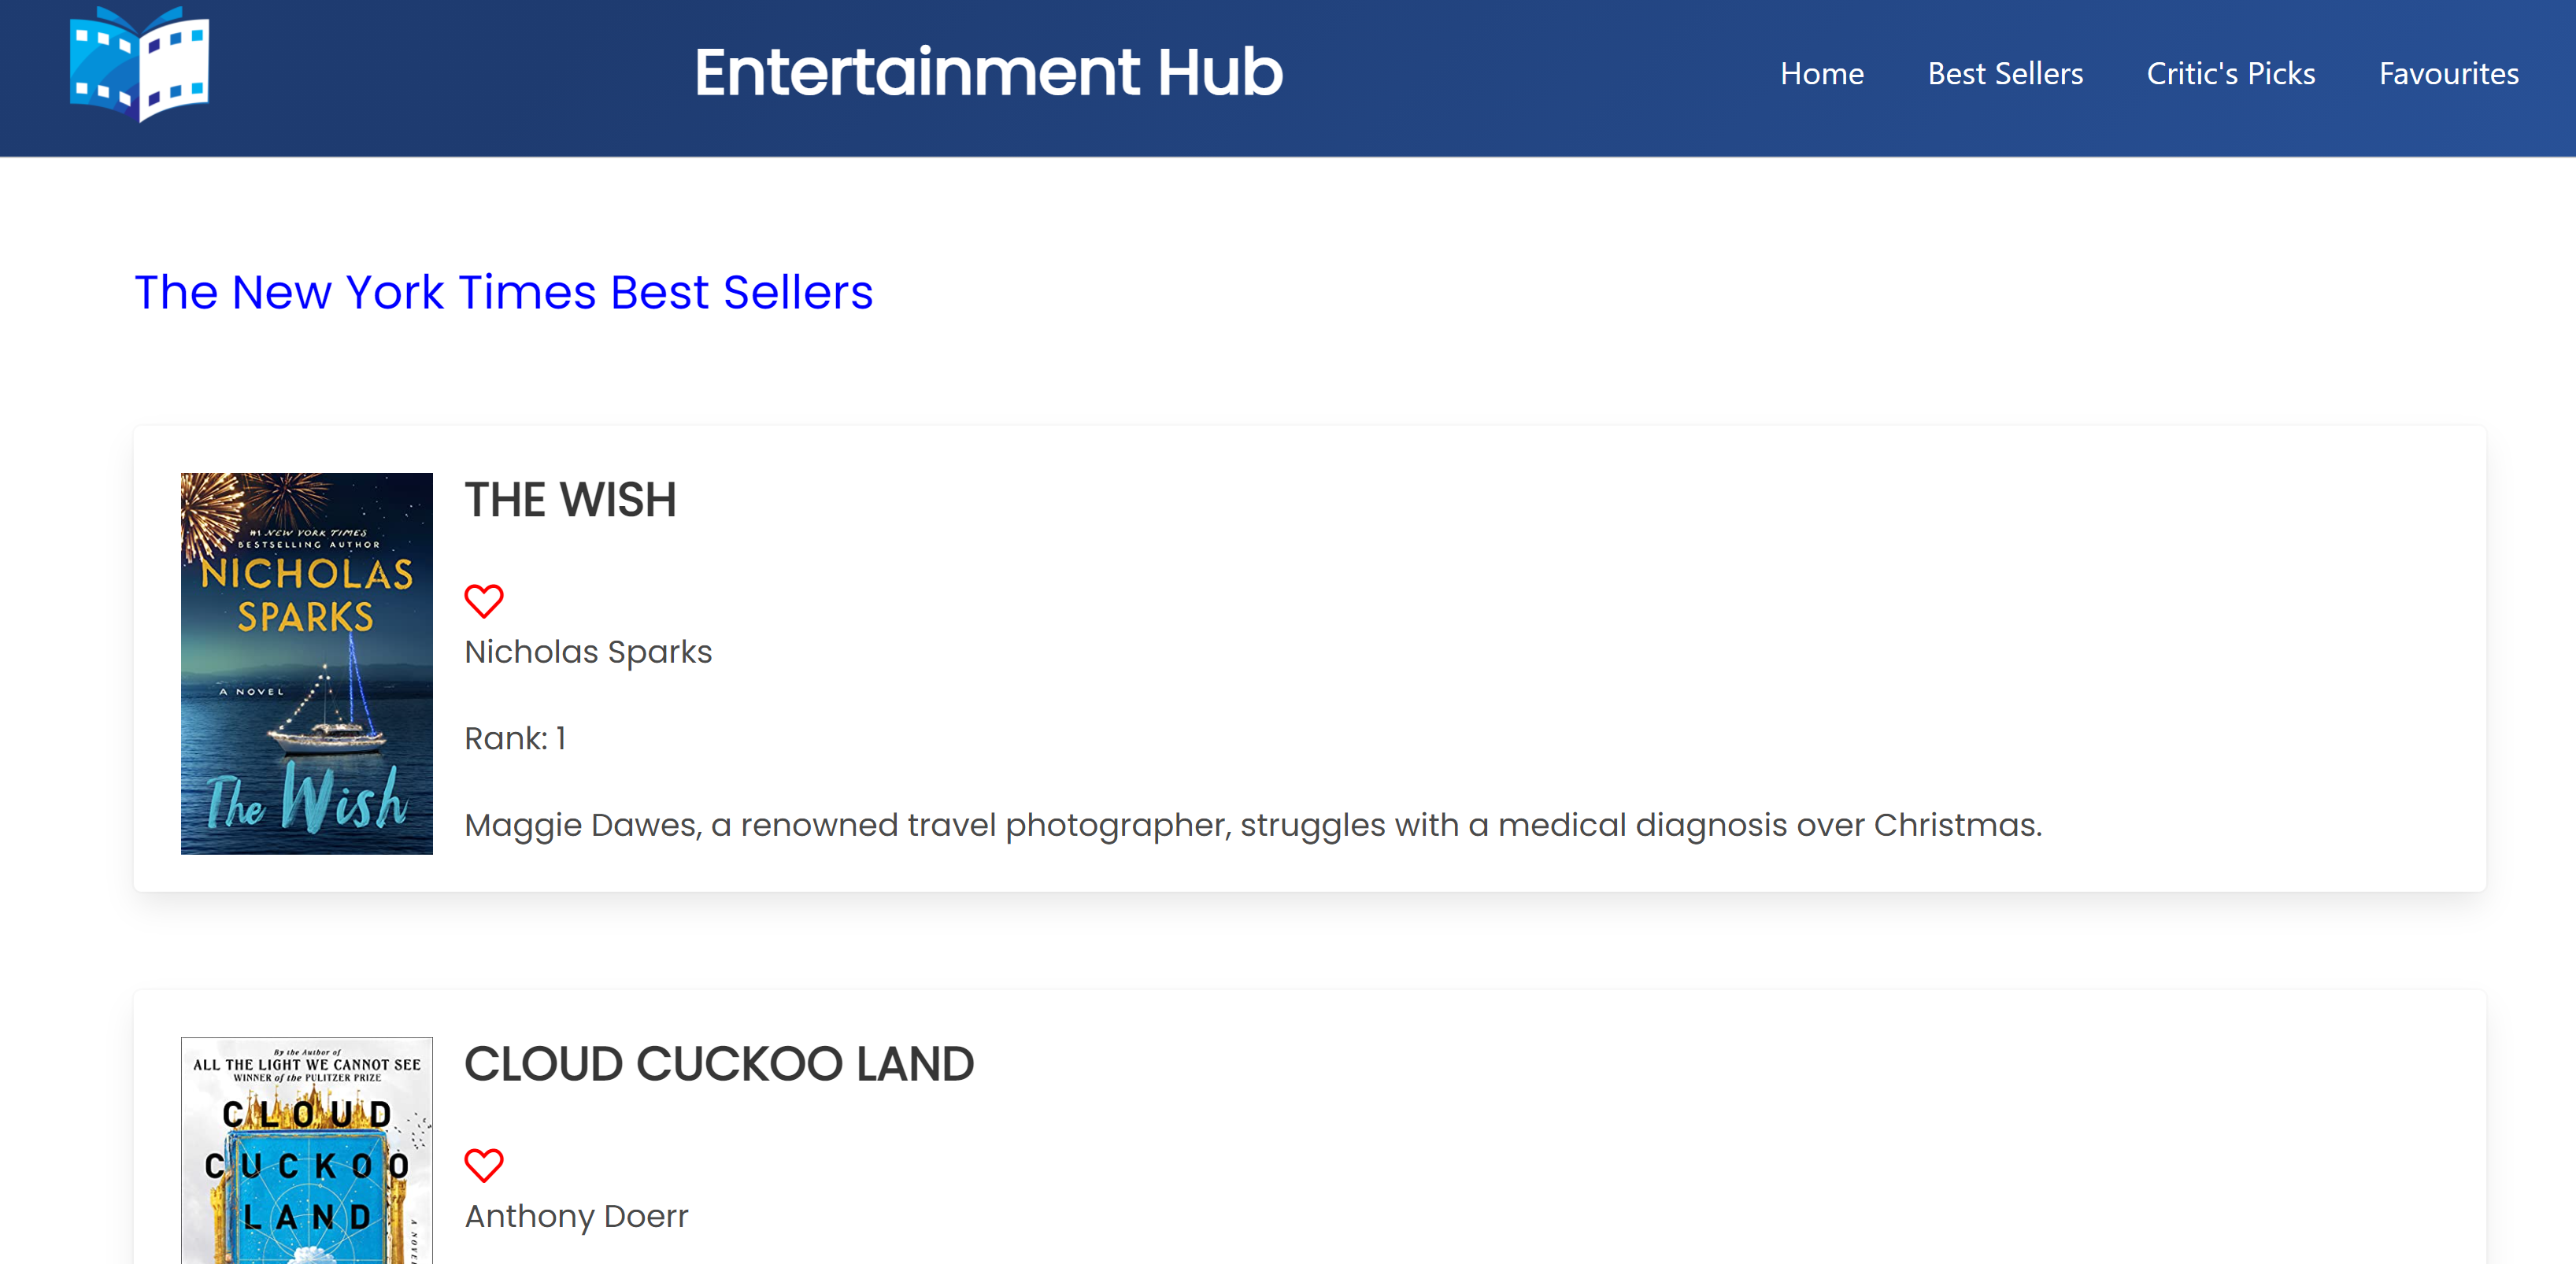 Entertainment Hub
Home
Best Sellers
Critic's Picks
Favourites
The New York Times Best Sellers
#1 NEW YORK TIMES
BESTSELLING AUTHOR
NICHOLAS
SPARKS
A NOVEL
The Wish
THE WISH
Nicholas Sparks
Rank: 1
Maggie Dawes, a renowned travel photographer, struggles with a medical diagnosis over Christmas.
By the Author of
ALL THE LIGHT WE CANNOT SEE
WINNER of the PULITZER PRIZE
CLOUD
CUCKOO
LAND
A NOVEL
CLOUD CUCKOO LAND
Anthony Doerr